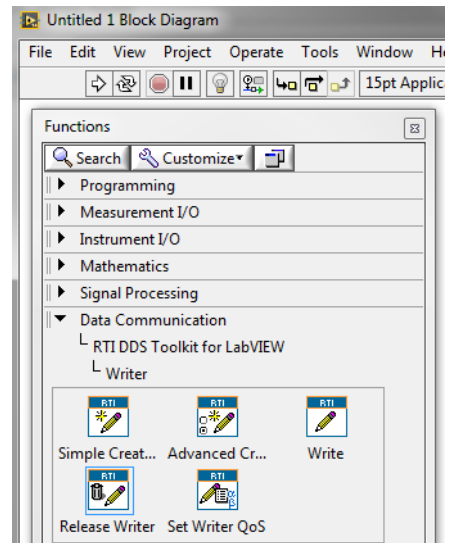 Untitled 1 Block Diagram
File Edit View Project Operate Tools Window He
15pt Applic
Functions
Search Customize
Programming
Measurement I/O
Instrument I/O
Mathematics
Signal Processing
Data Communication
RTI DDS Toolkit for LabVIEW
Writer
RTI RTI RTI
Simple Creat... Advanced Cr... Write
RTI RTI
Release Writer Set Writer QoS